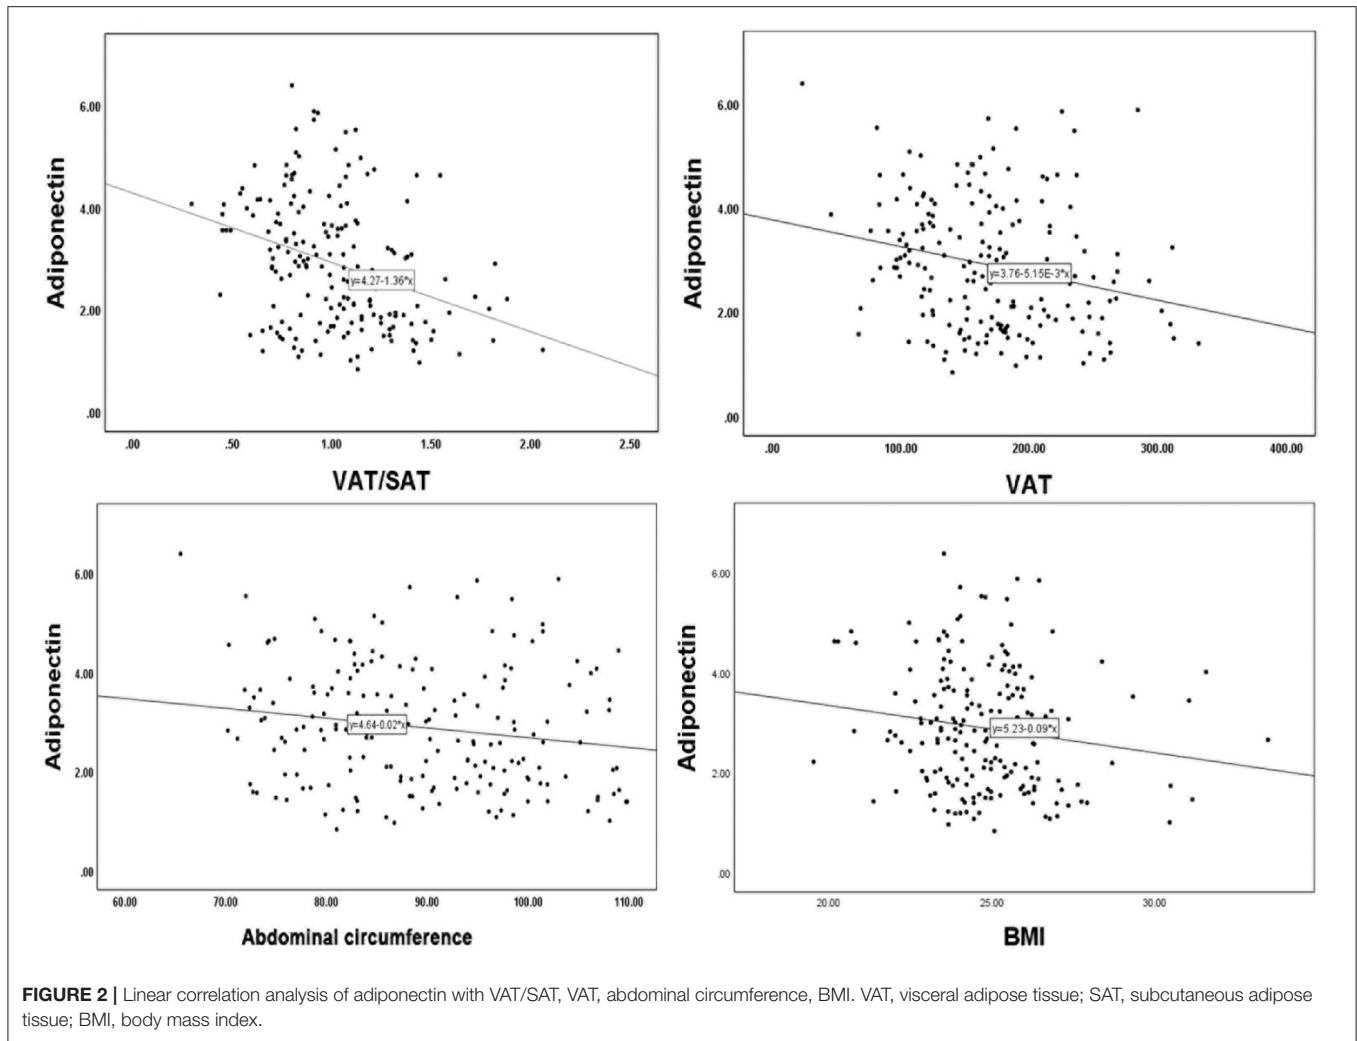 Adiponectin
6.00
4.00
2.00
.00
y=4.27-1.36*x
.00 .50 1.00 1.50 2.00 2.50
VAT/SAT
Adiponectin
6.00
4.00
2.00
.00
y=3.76-5.15E-3*x
.00 100.00 200.00 300.00 400.00
VAT
Adiponectin
6.00
4.00
2.00
.00
y=4.64-0.02*x
60.00 70.00 80.00 90.00 100.00 110.00
Abdominal circumference
Adiponectin
6.00
4.00
2.00
.00
y=5.23-0.09*x
20.00 25.00 30.00
BMI
FIGURE 2 | Linear correlation analysis of adiponectin with VAT/SAT, VAT, abdominal circumference, BMI. VAT, visceral adipose tissue; SAT, subcutaneous adipose
tissue; BMI, body mass index.